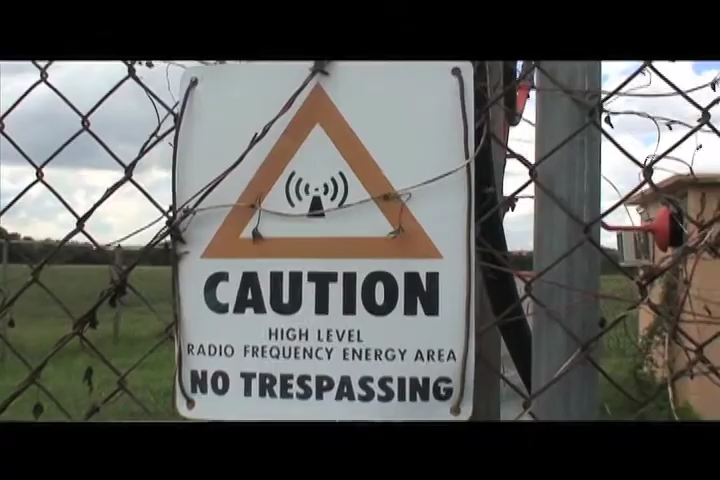 CAUTION
HIGH LEVEL
RADIO FREQUENCY ENERGY AREA
NO TRESPASSING